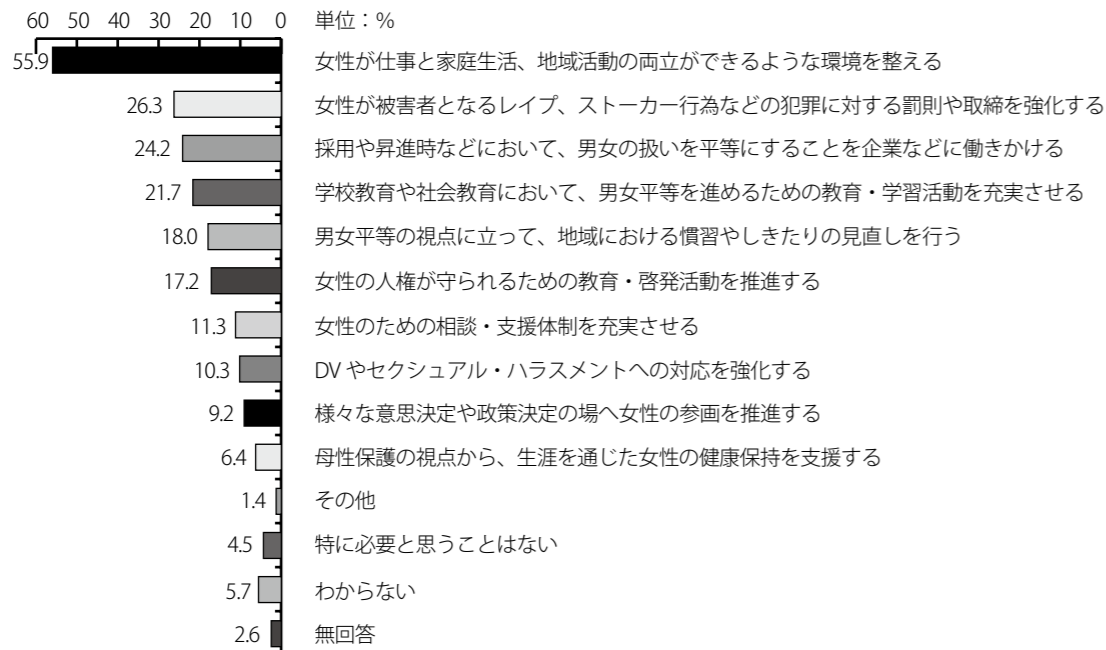 60 50 40 30 20 10 0 単位：%
55.9 女性が仕事と家庭生活、地域活動の両立ができるような環境を整える
26.3 女性が被害者となるレイプ、ストーカー行為などの犯罪に対する罰則や取締を強化する
24.2 採用や昇進時などにおいて、男女の扱いを平等にすることを企業などに働きかける
21.7 学校教育や社会教育において、男女平等を進めるための教育・学習活動を充実させる
18.0 男女平等の視点に立って、地域における慣習やしきたりの見直しを行う
17.2 女性の人権が守られるための教育・啓発活動を推進する
11.3 女性のための相談・支援体制を充実させる
10.3 DV やセクシュアル・ハラスメントへの対応を強化する
9.2 様々な意思決定や政策決定の場へ女性の参画を推進する
6.4 母性保護の視点から、生涯を通じた女性の健康保持を支援する
1.4 その他
4.5 特に必要と思うことはない
5.7 わからない
2.6 無回答